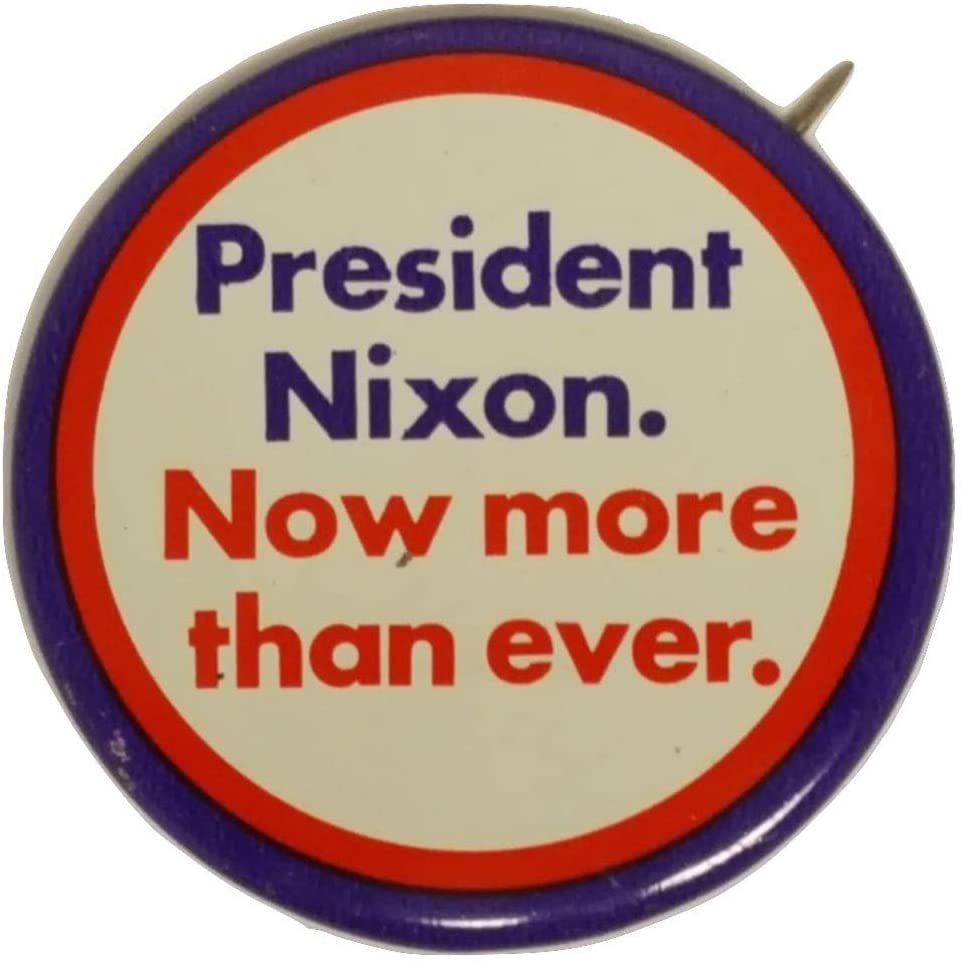 President
Nixon.
Now more
than ever.